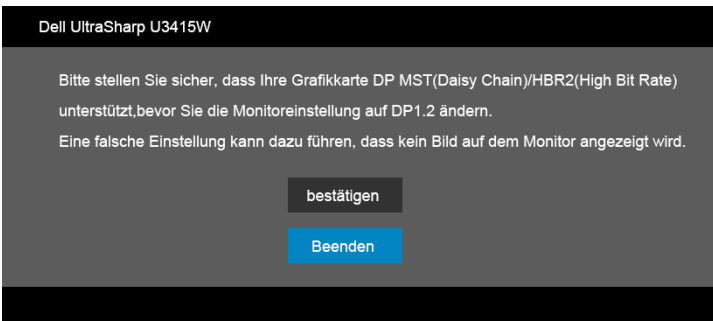 Dell UltraSharp U3415W
Bitte stellen Sie sicher, dass Ihre Grafikkarte DP MST(Daisy Chain)/HBR2(High Bit Rate)
unterstützt,bevor Sie die Monitoreinstellung auf DP1.2 ändern.
Eine falsche Einstellung kann dazu führen, dass kein Bild auf dem Monitor angezeigt wird.
bestätigen
Beenden